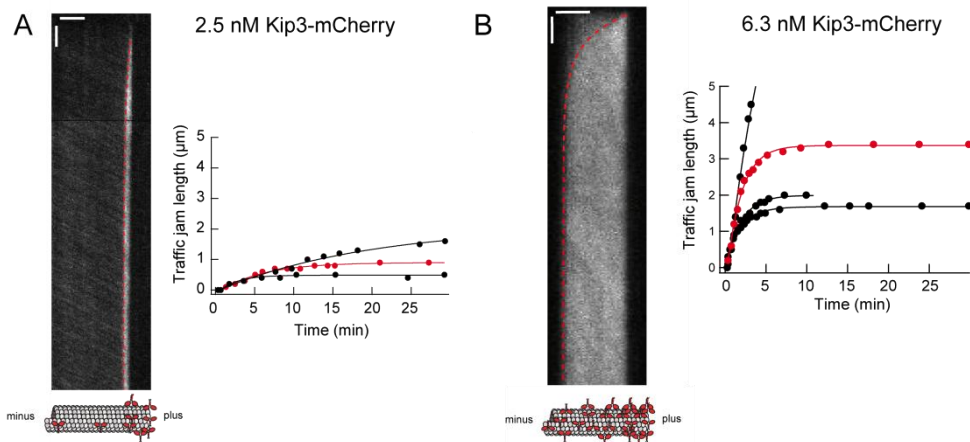 A
2.5 nM Kip3-mCherry
Traffic jam length (µm)
5
4
3
2
1
0
0 5 10 15 20 25
Time (min)
minus
plus
B
6.3 nM Kip3-mCherry
Traffic jam length (µm)
5
4
3
2
1
0
0 5 10 15 20 25
Time (min)
minus
plus